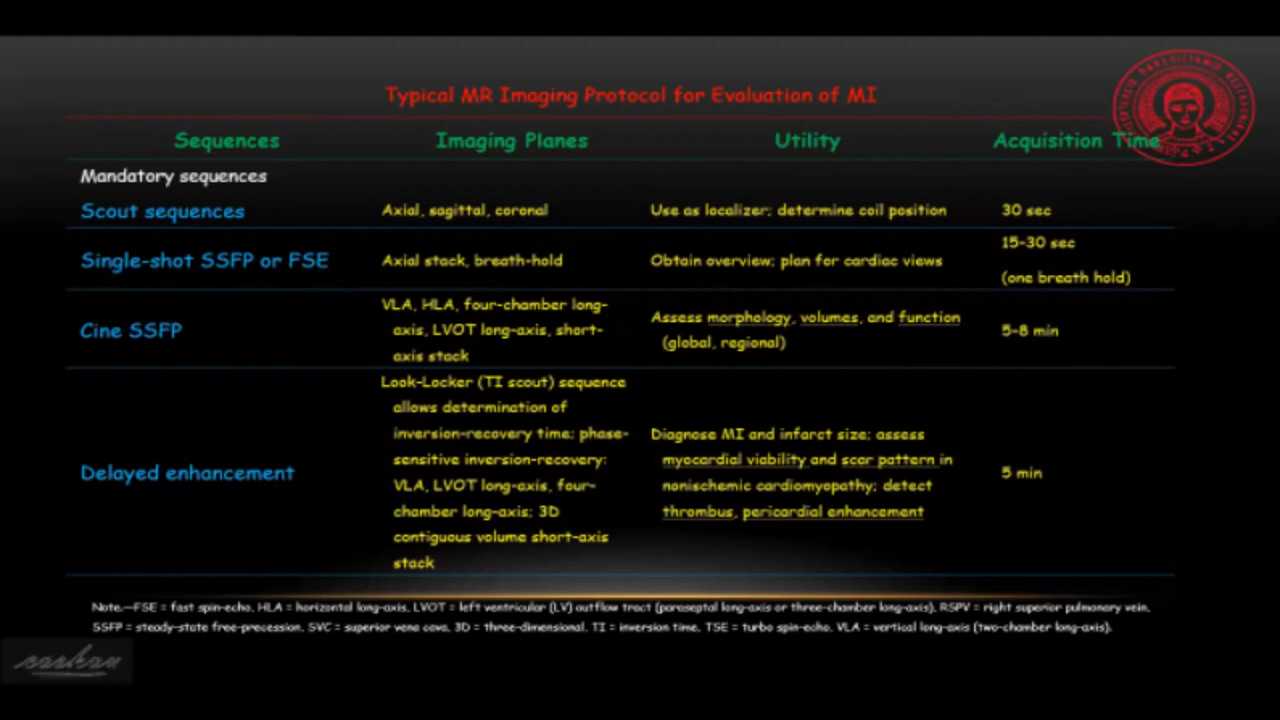 Typical MR Imaging Protocol for Evaluation of MI
Sequences Imaging Planes Utility Acquisition Time
Mandatory sequences
Scout sequences Axial, sagittal, coronal Use as localizer; determine coil position 30 sec
Single-shot SSFP or FSE Axial stack, breath-hold Obtain overview; plan for cardiac views 15-30 sec
(one breath hold)
Cine SSFP
VLA, HLA, four-chamber long-
axis, LVOT long-axis, short-
axis stack
Assess morphology, volumes, and function
(global, regional)
5-8 min
Delayed enhancement
Look-Locker (TI scout) sequence
allows determination of
inversion-recovery time; phase-
sensitive inversion-recovery:
VLA, LVOT long-axis, four-
chamber long-axis; 3D
contiguous volume short-axis
stack
Diagnose MI and infarct size; assess
myocardial viability and scar pattern in
nonischemic cardiomyopathy; detect
thrombus, pericardial enhancement
5 min
Note.—FSE = fast spin-echo, HLA = horizontal long-axis, LVOT = left ventricular (LV) outflow tract (paraseptal long-axis or three-chamber long-axis), RSPV = right superior pulmonary vein,
SSFP = steady-state free-precession, SVC = superior vena cava, 3D = three-dimensional, TI = inversion time, TSE = turbo spin-echo, VLA = vertical long-axis (two-chamber long-axis).